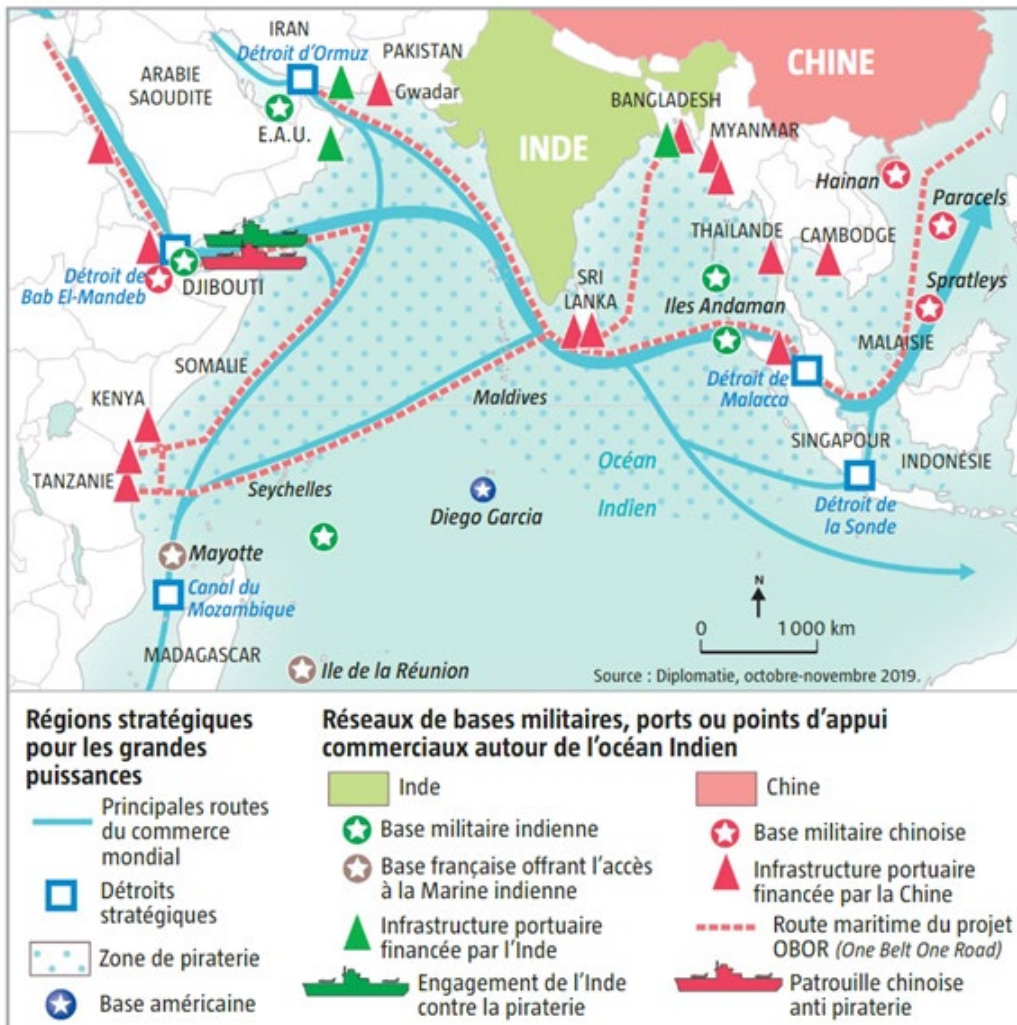 IRAN
Détroit d'Ormuz
PAKISTAN
Gwadar
ARABIE
SAOUDITE
E.A.U.
INDE
CHINE
BANGLADESH
MYANMAR
Hainan
Paracels
THAÏLANDE
CAMBODGE
Spratleys
Détroit de
Bab El-Mandeb
DJIBOUTI
SRI
LANKA
Iles Andaman
MALAISIE
SOMALIE
Maldives
Détroit de
Malacca
KENYA
TANZANIE
SINGAPOUR
INDONÉSIE
Seychelles
Océan
Indien
Diego Garcia
Détroit de
la Sonde
Mayotte
Canal du
Mozambique
MADAGASCAR
Ile de la Réunion
N
0 1 000 km
Source : Diplomatie, octobre-novembre 2019.
Régions stratégiques
pour les grandes
puissances
Principales routes
du commerce
mondial
Détroits
stratégiques
Zone de piraterie
Base américaine
Réseaux de bases militaires, ports ou points d'appui
commerciaux autour de l'océan Indien
Inde
Base militaire indienne
Base française offrant l'accès
à la Marine indienne
Infrastructure portuaire
financée par l'Inde
Engagement de l'Inde
contre la piraterie
Chine
Base militaire chinoise
Infrastructure portuaire
financée par la Chine
Route maritime du projet
OBOR (One Belt One Road)
Patrouille chinoise
anti piraterie